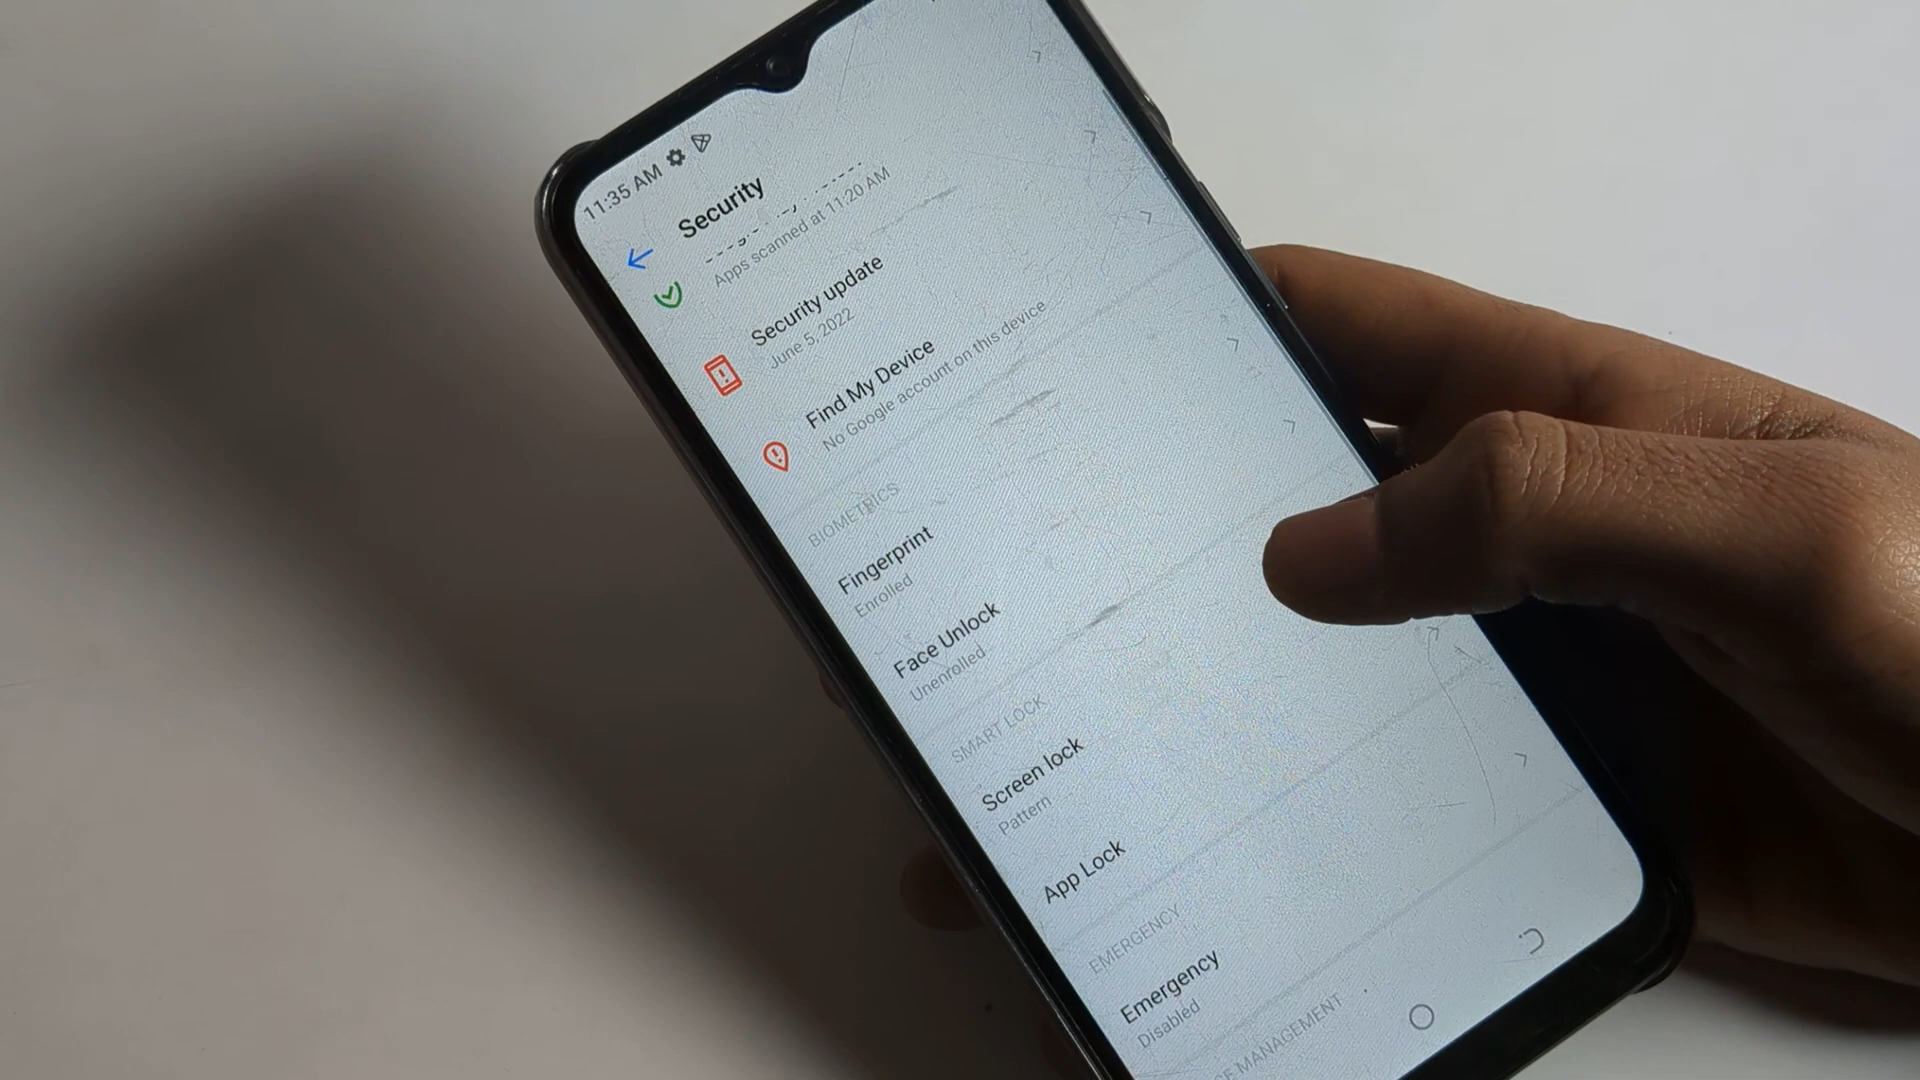 11:35 AM
Security
Apps scanned at 11:20 AM
Security update
June 5, 2022
Find My Device
No Google account on this device
BIOMETRICS
Fingerprint
Enrolled
Face Unlock
Unenrolled
SMART LOCK
Screen lock
Pattern
App Lock
EMERGENCY
Emergency
Disabled
MANAGEMENT